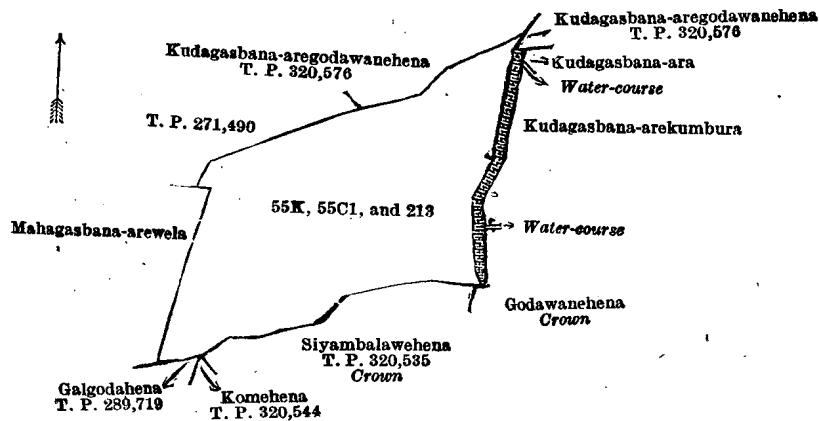 Kudagasbana-aregodawanehena
T. P. 320,576
Kudagasbana-aregodawanehena
T. P. 320,576
Kudagasbana-ara
Water-course
T. P. 271,490
Kudagasbana-arekumbura
55K, 55C1, and 213
Mahagasbana-arewela
Water-course
Godawanehena
Crown
Siyambalawehena
T. P. 320,535
Crown
Galgodahena
T. P. 289,719
Komehena
T. P. 320,544